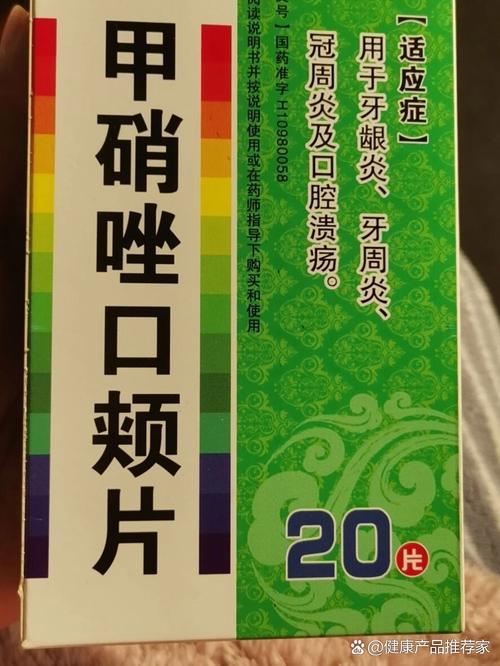 甲硝唑口颊片
【适应症】
用于牙龈炎、牙周炎、
冠周炎及口腔溃疡。
号】国药准字H10980058
阅读说明书并按说明使用或在药师指导下购买和使用
20片
头条 @健康产品推荐家